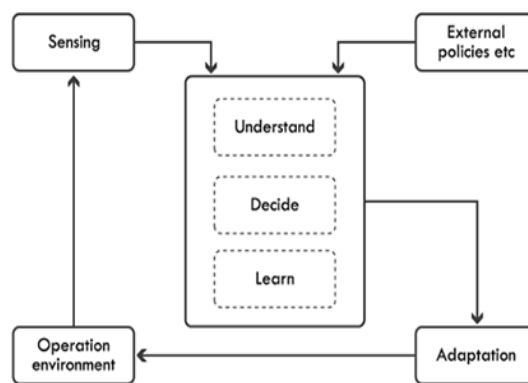 Sensing
External
policies etc
Understand
Decide
Learn
Operation
environment
Adaptation